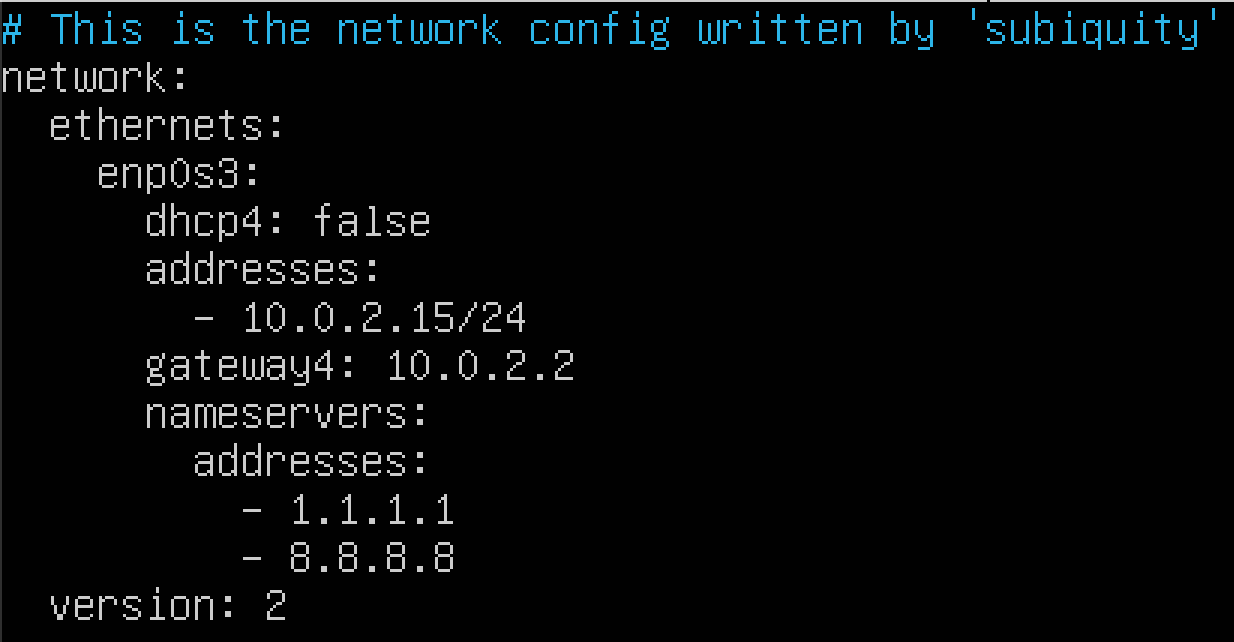 # This is the network config written by 'subiquity'
network:
  ethernets:
    enp0s3:
      dhcp4: false
      addresses:
        - 10.0.2.15/24
      gateway4: 10.0.2.2
      nameservers:
        addresses:
          - 1.1.1.1
          - 8.8.8.8
  version: 2